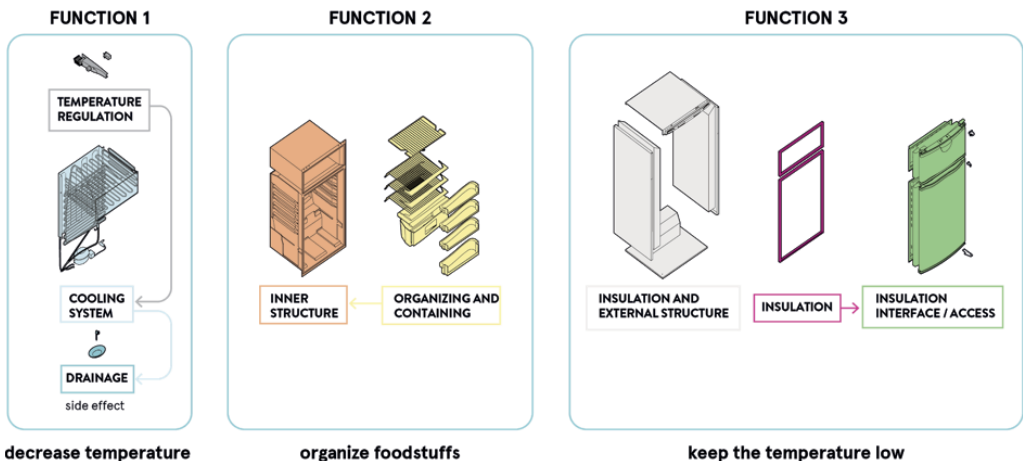 FUNCTION 1
FUNCTION 2
FUNCTION 3
TEMPERATURE
REGULATION
COOLING
SYSTEM
DRAINAGE
side effect
INNER
STRUCTURE
ORGANIZING AND
CONTAINING
INSULATION AND
EXTERNAL STRUCTURE
INSULATION
INSULATION
INTERFACE / ACCESS
decrease temperature
organize foodstuffs
keep the temperature low